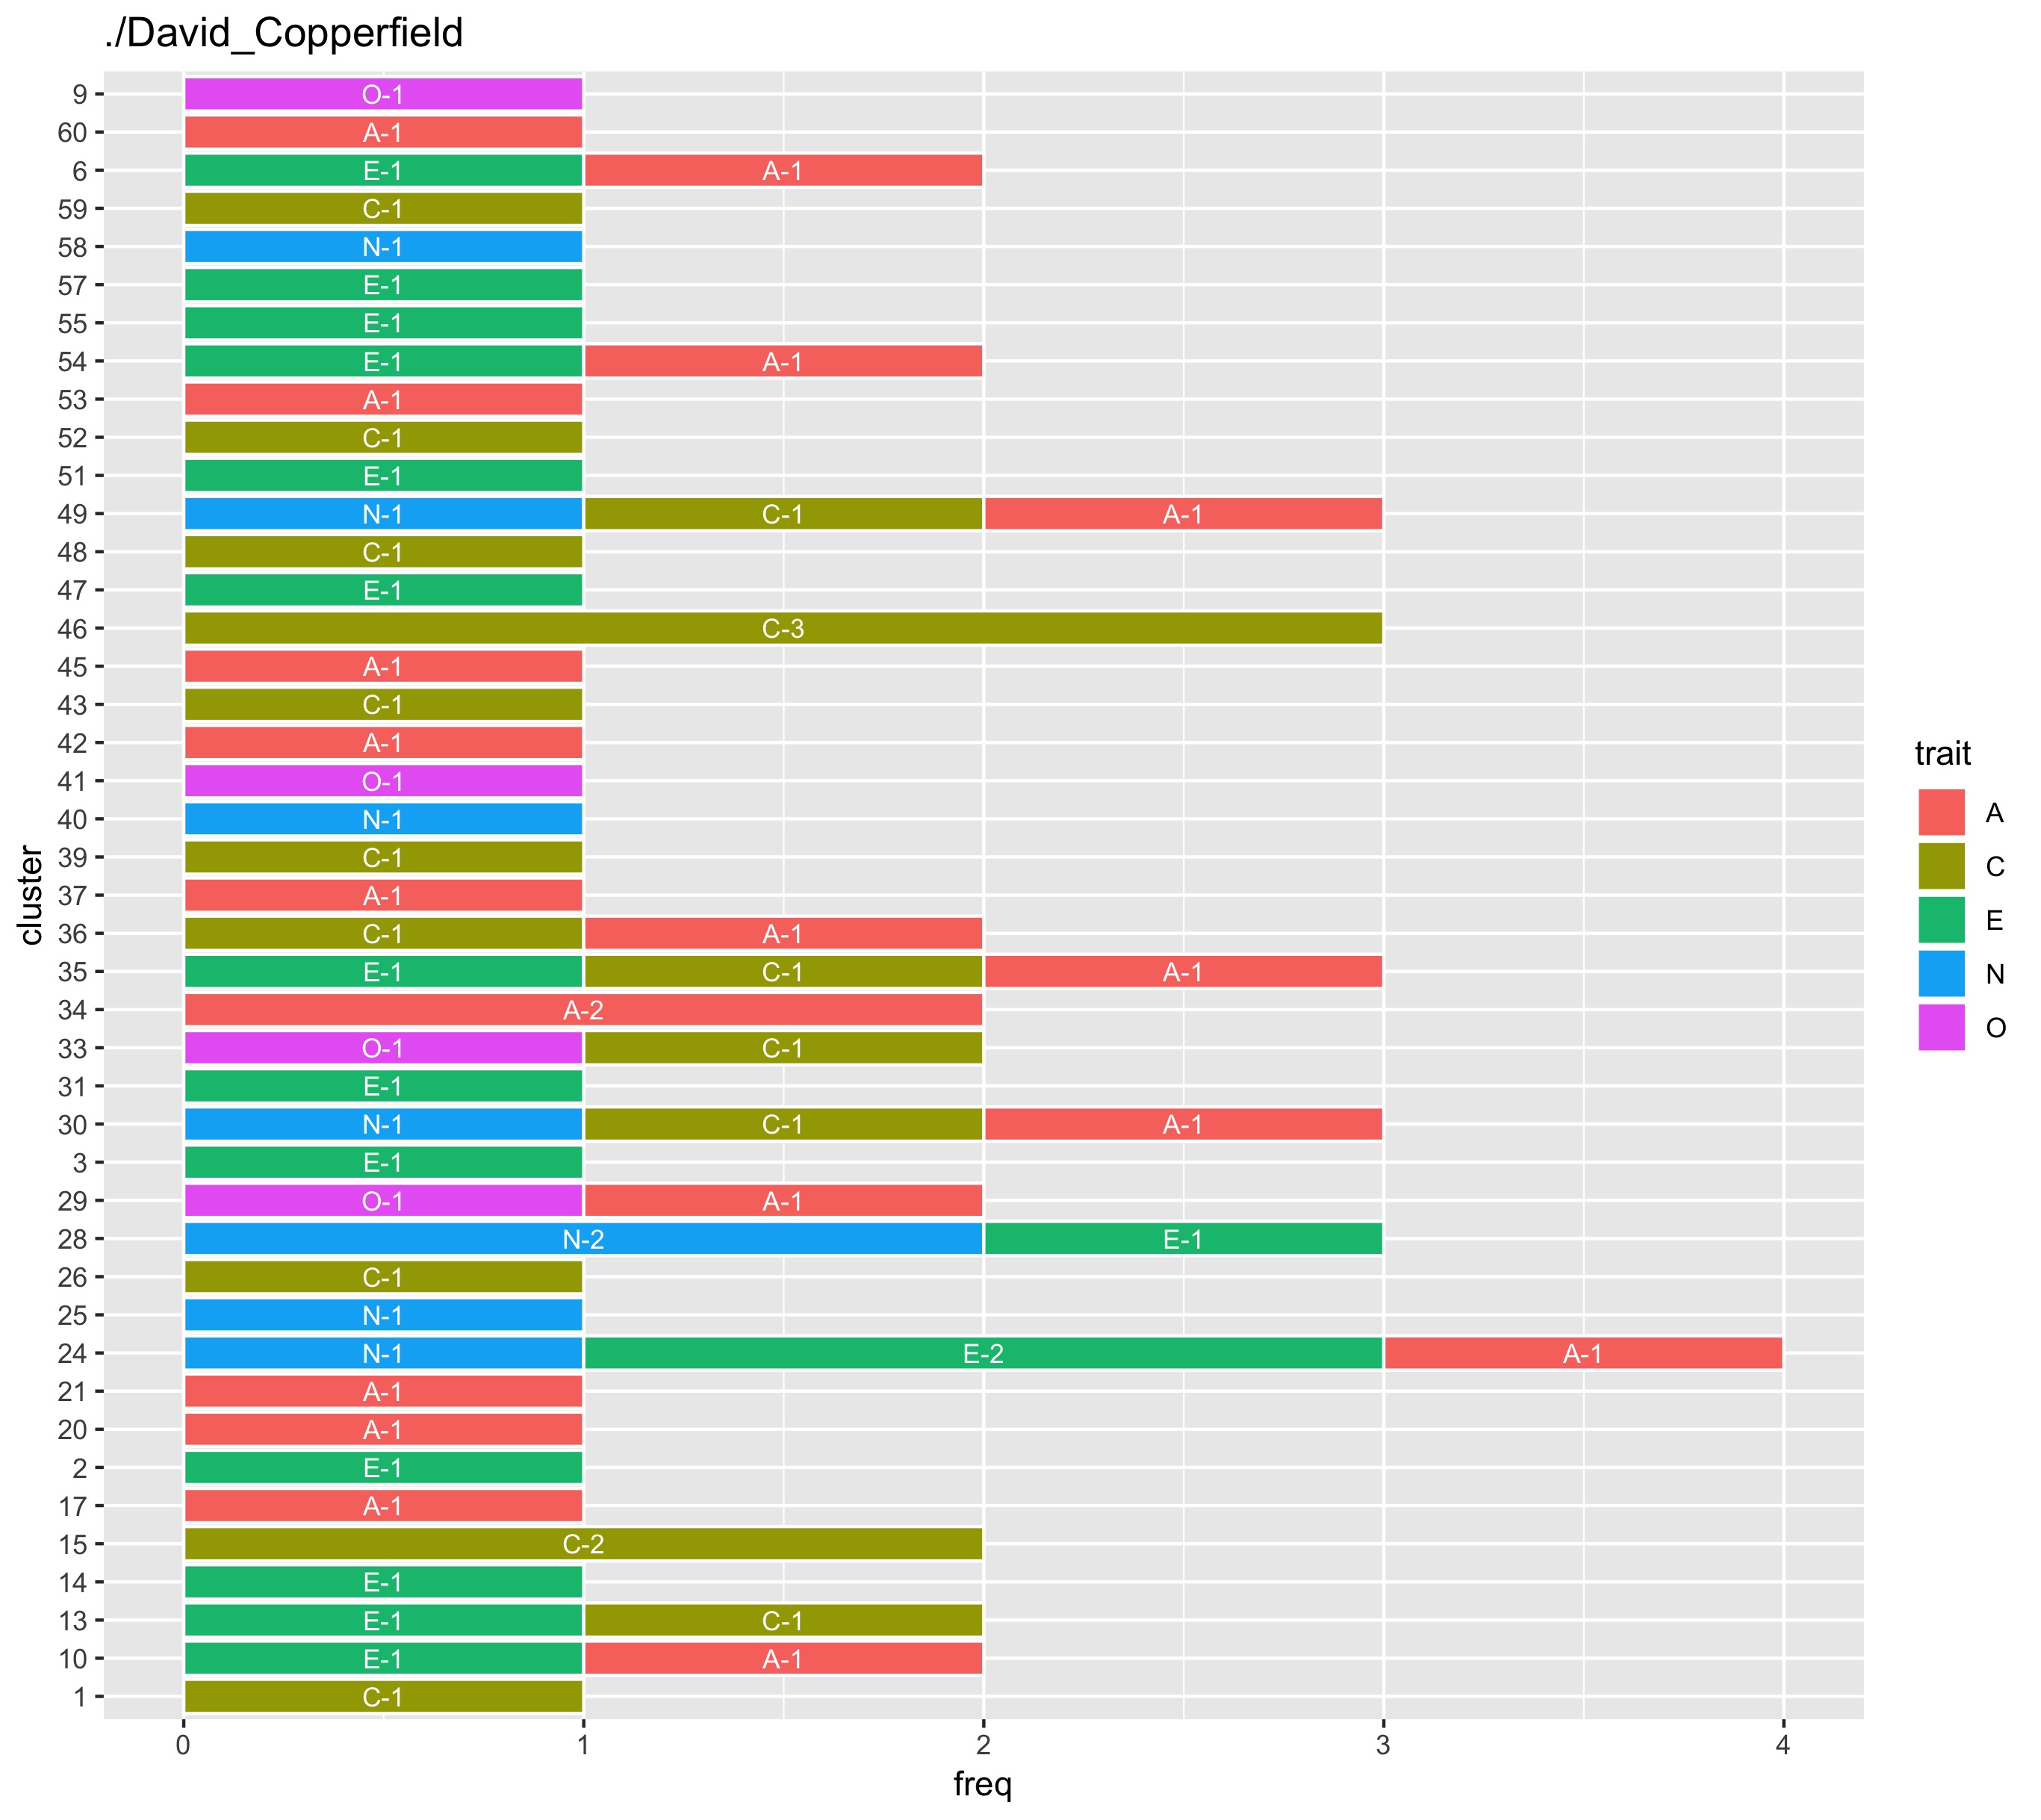 ./David_Copperfield
9 O-1
60 A-1
6 E-1 A-1
59 C-1
58 N-1
57 E-1
55 E-1
54 E-1 A-1
53 A-1
52 C-1
51 E-1
49 N-1 C-1 A-1
48 C-1
47 E-1
46 C-3
45 A-1
43 C-1
42 A-1
41 O-1
40 N-1
39 C-1
37 A-1
36 C-1 A-1
35 E-1 C-1 A-1
34 A-2
33 O-1 C-1
31 E-1
30 N-1 C-1 A-1
3 E-1
29 O-1 A-1
28 N-2 E-1
26 C-1
25 N-1
24 N-1 E-2 A-1
21 A-1
20 A-1
2 E-1
17 A-1
15 C-2
14 E-1
13 E-1 C-1
10 E-1 A-1
1 C-1
0 1 2 3 4
freq
cluster
trait
A
C
E
N
O